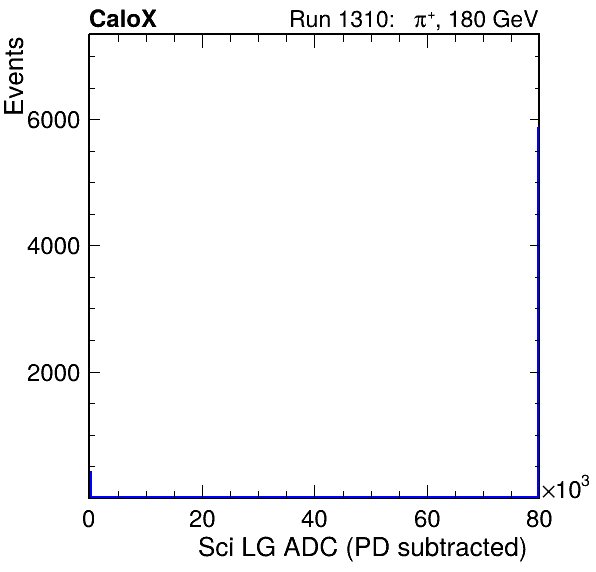 CaloX Run 1310: π⁺, 180 GeV
Events
6000
4000
2000
×10³
0 20 40 60 80
Sci LG ADC (PD subtracted)